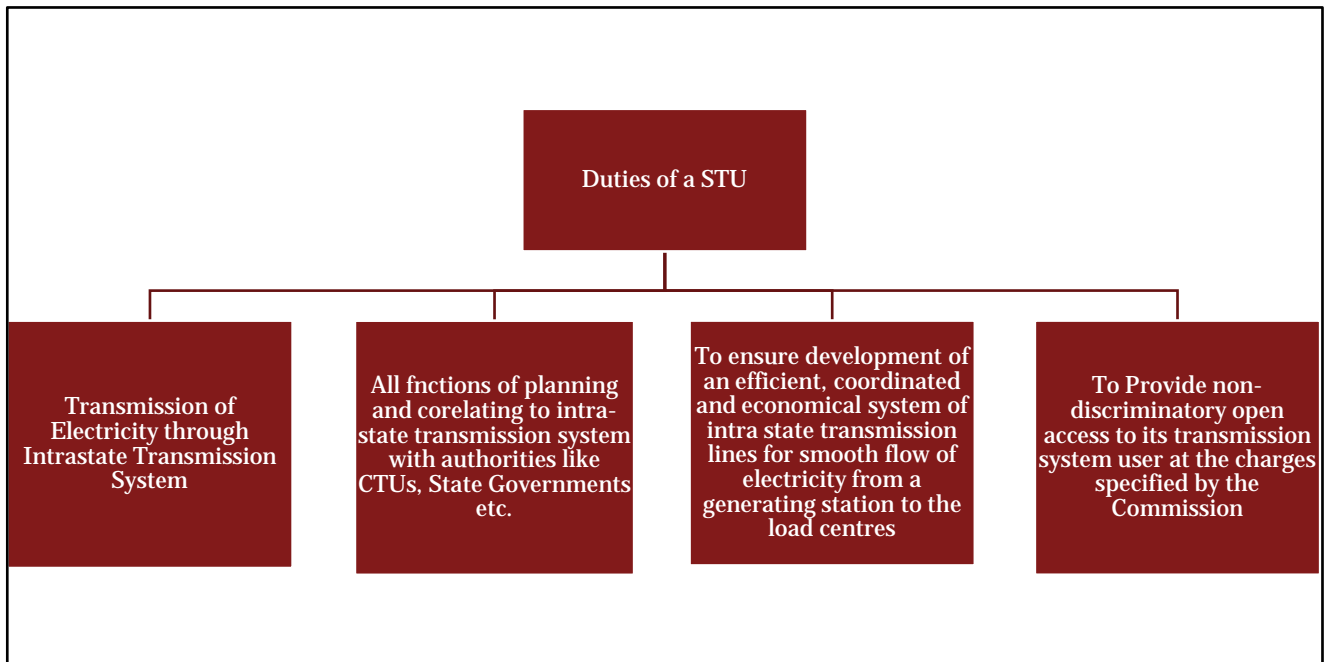 Duties of a STU
Transmission of
Electricity through
Intrastate Transmission
System
All fnctions of planning
and corelating to intra-
state transmission system
with authorities like
CTUs, State Governments
etc.
To ensure development of
an efficient, coordinated
and economical system of
intra state transmission
lines for smooth flow of
electricity from a
generating station to the
load centres
To Provide non-
discriminatory open
access to its transmission
system user at the charges
specified by the
Commission